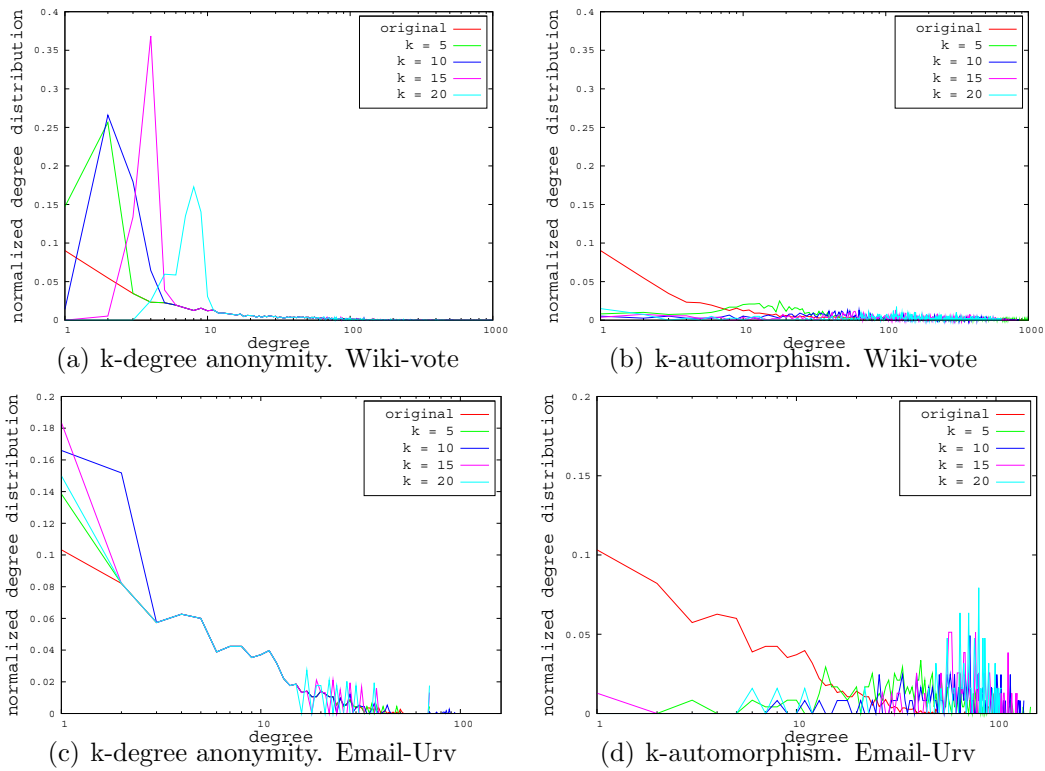 normalized degree distribution
0.4
0.35
0.3
0.25
0.2
0.15
0.1
0.05
0
1
10
100
1000
degree
original
k = 5
k = 10
k = 15
k = 20
(a) k-degree anonymity. Wiki-vote
normalized degree distribution
0.4
0.35
0.3
0.25
0.2
0.15
0.1
0.05
0
1
10
100
1000
degree
original
k = 5
k = 10
k = 15
k = 20
(b) k-automorphism. Wiki-vote
normalized degree distribution
0.2
0.18
0.16
0.14
0.12
0.1
0.08
0.06
0.04
0.02
0
1
10
100
degree
original
k = 5
k = 10
k = 15
k = 20
(c) k-degree anonymity. Email-Urv
normalized degree distribution
0.2
0.15
0.1
0.05
0
1
10
100
degree
original
k = 5
k = 10
k = 15
k = 20
(d) k-automorphism. Email-Urv